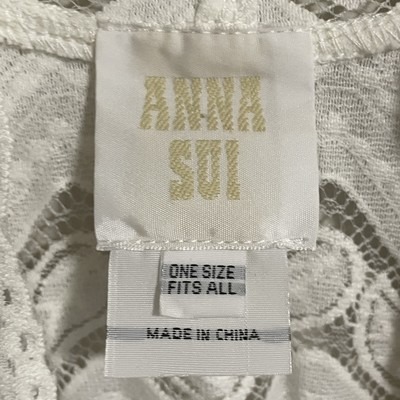 ANNA
SUI
ONE SIZE
FITS ALL
MADE IN CHINA